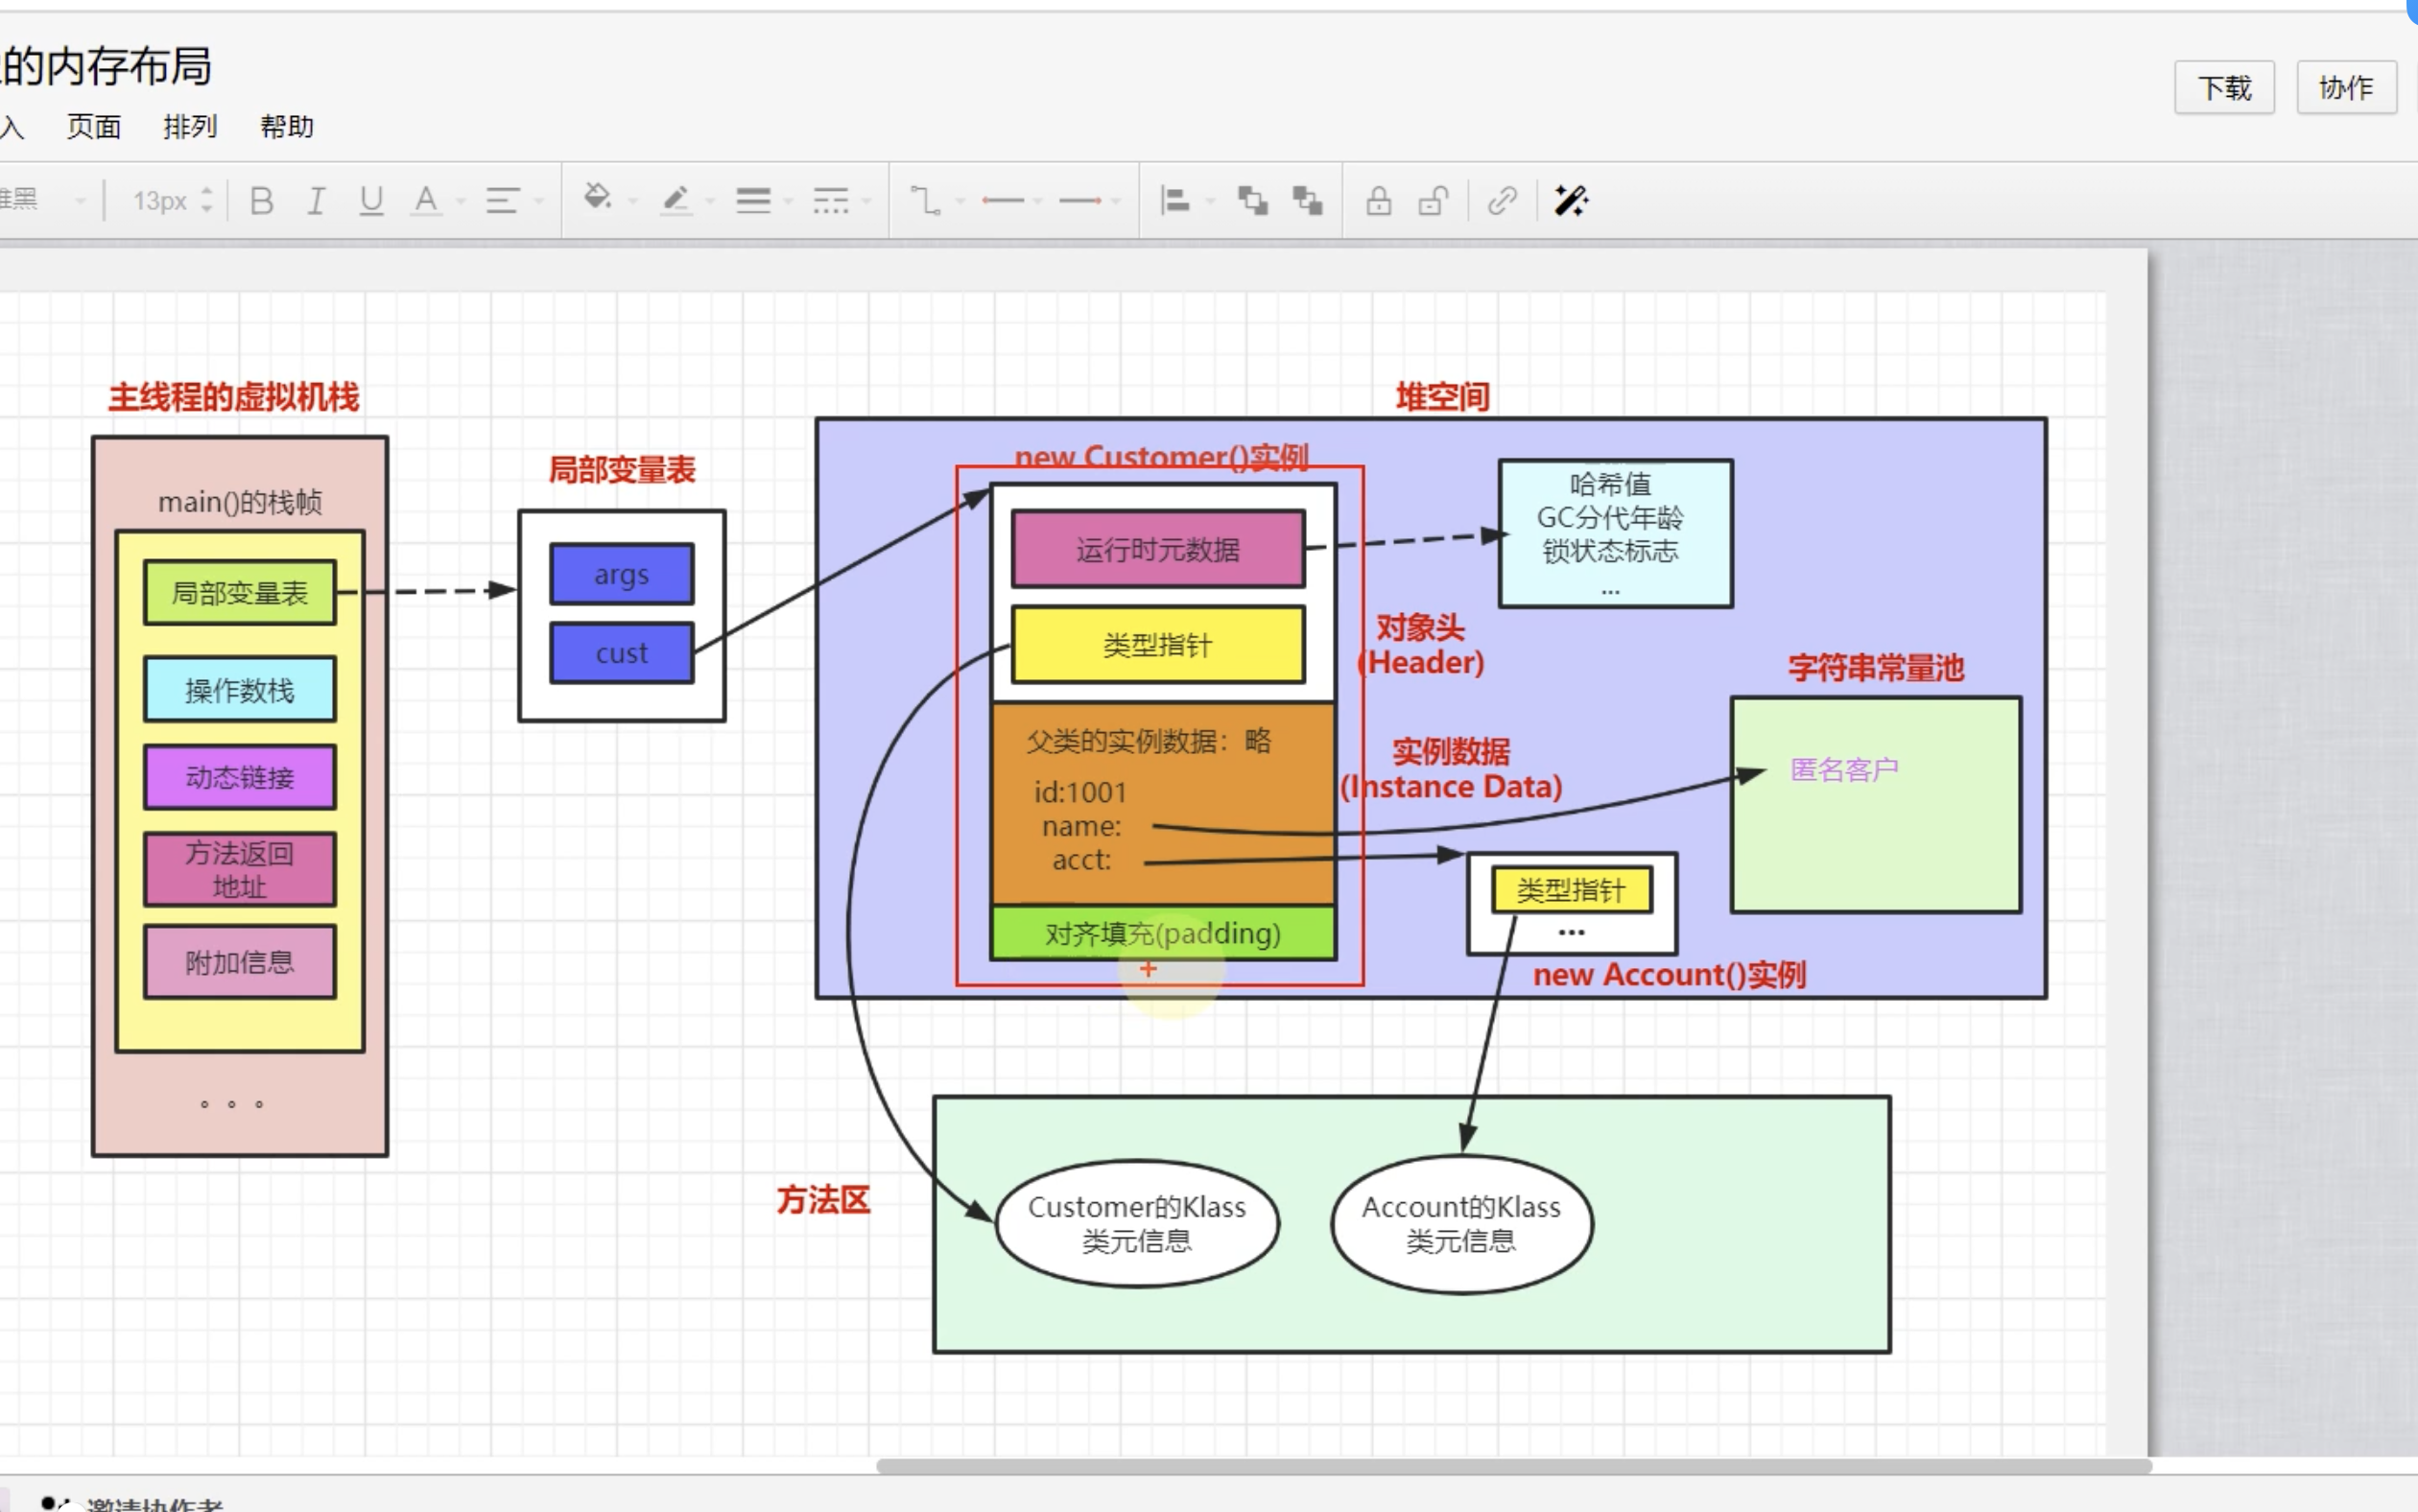 的内存布局
下载
协作
入 页面 排列 帮助
13px
B I U A
主线程的虚拟机栈
main()的栈帧
局部变量表
操作数栈
动态链接
方法返回
地址
附加信息
。。。
局部变量表
args
cust
堆空间
new Customer()实例
运行时元数据
类型指针
父类的实例数据：略
id:1001
name:
acct:
对齐填充(padding)
哈希值
GC分代年龄
锁状态标志
...
对象头
(Header)
实例数据
(Instance Data)
字符串常量池
匿名客户
类型指针
...
new Account()实例
方法区
Customer的Klass
类元信息
Account的Klass
类元信息
邀请协作者